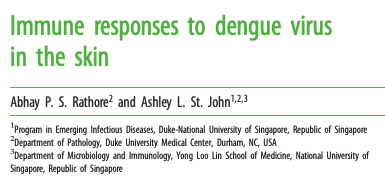 Immune responses to dengue virus
in the skin
Abhay P. S. Rathore² and Ashley L. St. John¹,²,³
¹Program in Emerging Infectious Diseases, Duke-National University of Singapore, Republic of Singapore
²Department of Pathology, Duke University Medical Center, Durham, NC, USA
³Department of Microbiology and Immunology, Yong Loo Lin School of Medicine, National University of
Singapore, Republic of Singapore